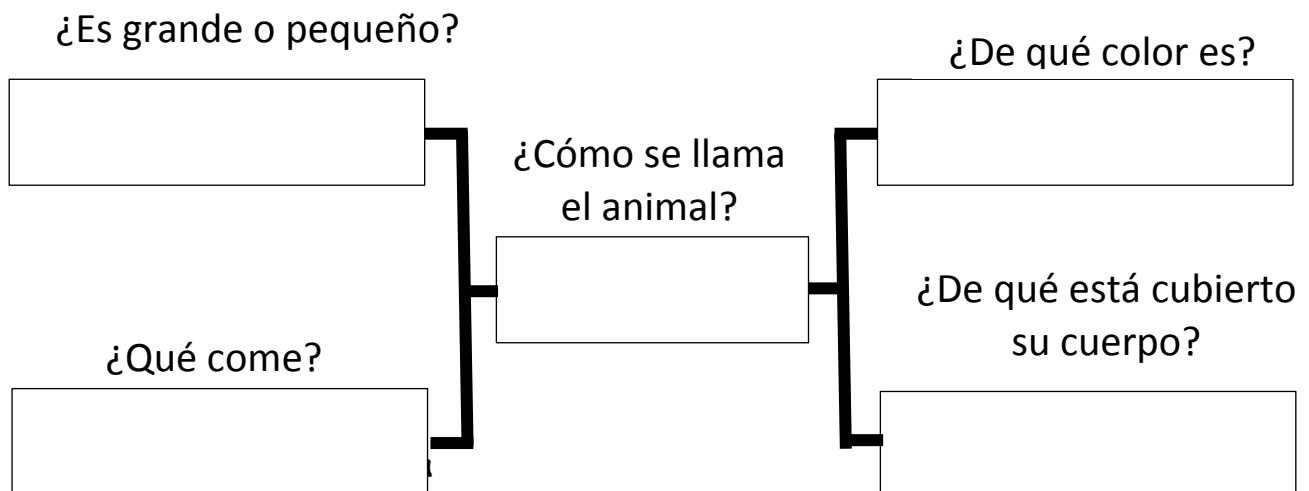 ¿Es grande o pequeño?
¿De qué color es?
¿Cómo se llama
el animal?
¿De qué está cubierto
su cuerpo?
¿Qué come?